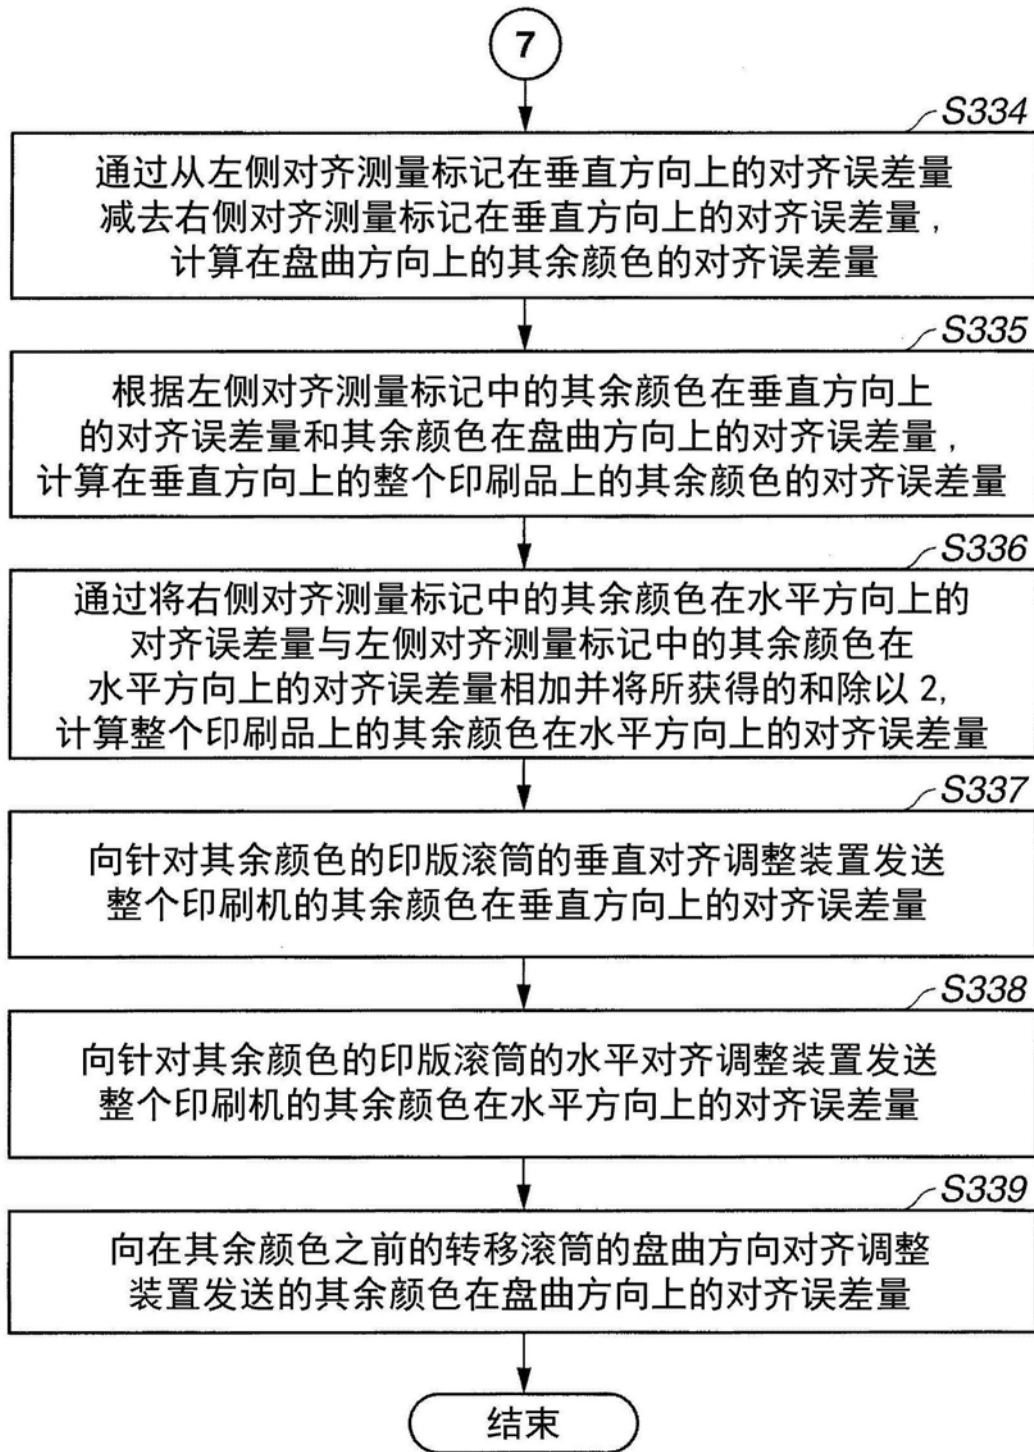 7
S334
通过从左侧对齐测量标记在垂直方向上的对齐误差量
减去右侧对齐测量标记在垂直方向上的对齐误差量,
计算在盘曲方向上的其余颜色的对齐误差量
S335
根据左侧对齐测量标记中的其余颜色在垂直方向上
的对齐误差量和其余颜色在盘曲方向上的对齐误差量,
计算在垂直方向上的整个印刷品上的其余颜色的对齐误差量
S336
通过将右侧对齐测量标记中的其余颜色在水平方向上的
对齐误差量与左侧对齐测量标记中的其余颜色在
水平方向上的对齐误差量相加并将所获得的和除以2,
计算整个印刷品上的其余颜色在水平方向上的对齐误差量
S337
向针对其余颜色的印版滚筒的垂直对齐调整装置发送
整个印刷机的其余颜色在垂直方向上的对齐误差量
S338
向针对其余颜色的印版滚筒的水平对齐调整装置发送
整个印刷机的其余颜色在水平方向上的对齐误差量
S339
向在其余颜色之前的转移滚筒的盘曲方向对齐调整
装置发送的其余颜色在盘曲方向上的对齐误差量
结束